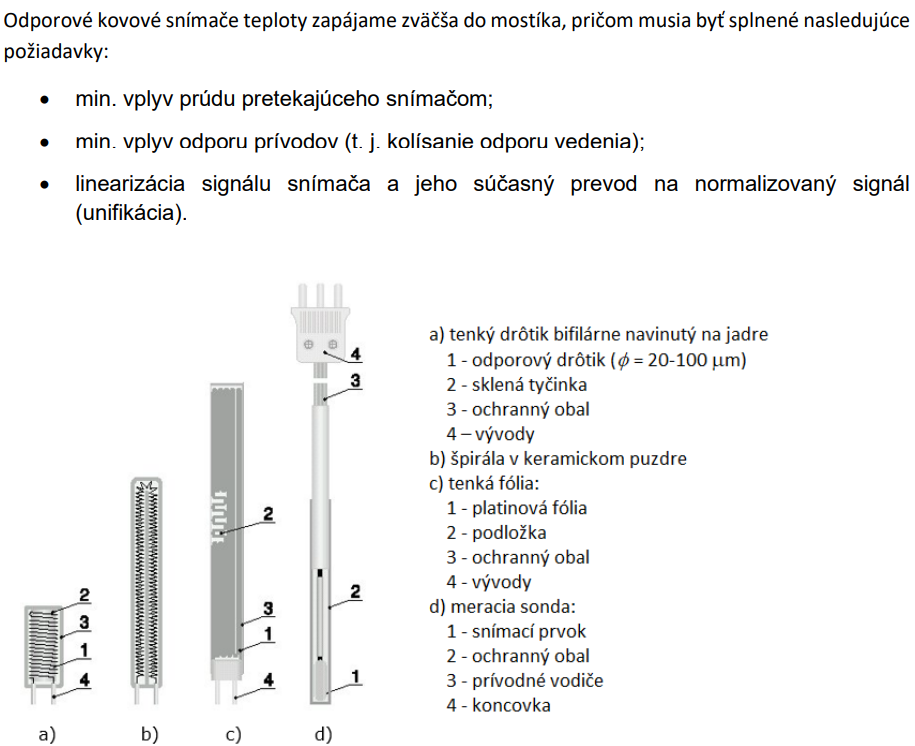 Odporové kovové snímače teploty zapájame zväčša do mostíka, pričom musia byť splnené nasledujúce
požiadavky:
• min. vplyv prúdu pretekajúceho snímačom;
• min. vplyv odporu prívodov (t. j. kolísanie odporu vedenia);
• linearizácia signálu snímača a jeho súčasný prevod na normalizovaný signál
(unifikácia).
4
3
2
3
1
4
a)
b)
2
3
1
4
c)
2
1
d)
2
3
1
4
a) tenký drôtik bifilárne navinutý na jadre
1 - odporový drôtik (ϕ = 20-100 μm)
2 - sklená tyčinka
3 - ochranný obal
4 – vývody
b) špirála v keramickom puzdre
c) tenká fólia:
1 - platinová fólia
2 - podložka
3 - ochranný obal
4 - vývody
d) meracia sonda:
1 - snímací prvok
2 - ochranný obal
3 - prívodné vodiče
4 - koncovka